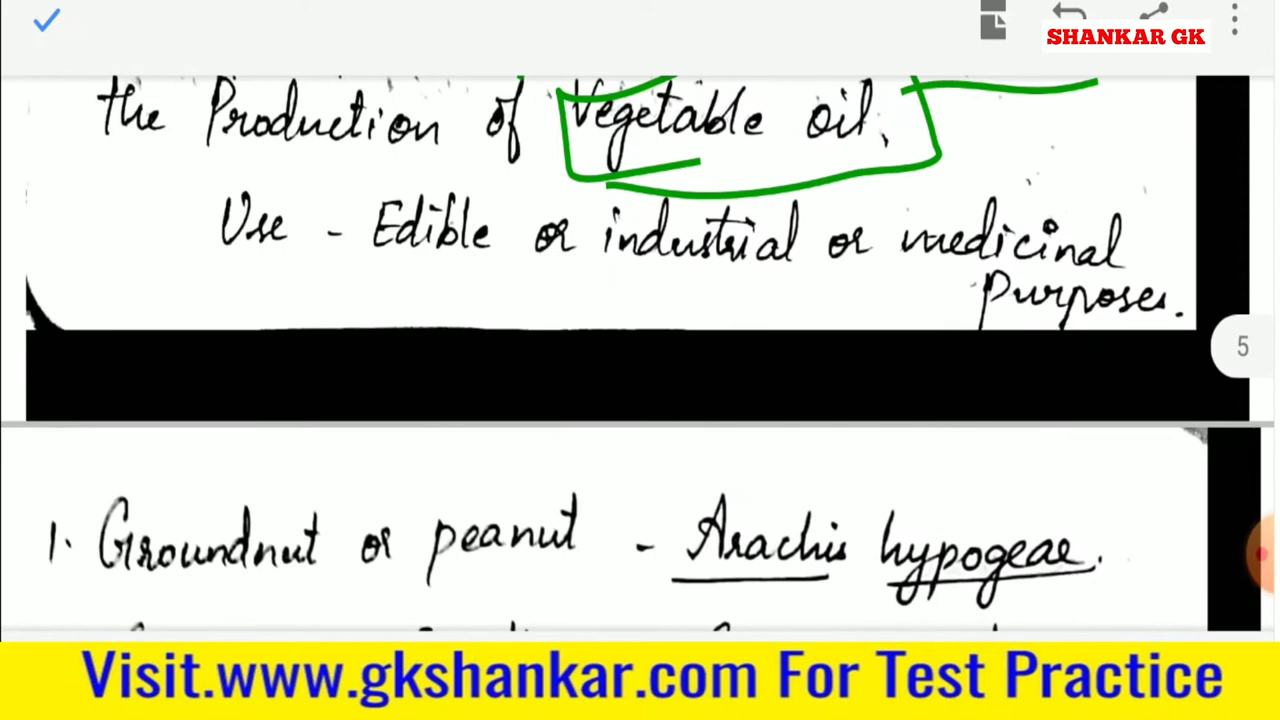 SHANKAR GK
the Production of Vegetable oil,
Use - Edible or industrial or medicinal
purposes.
5
1. Groundnut or peanut - Arachis hypogeae.
Visit.www.gkshankar.com For Test Practice